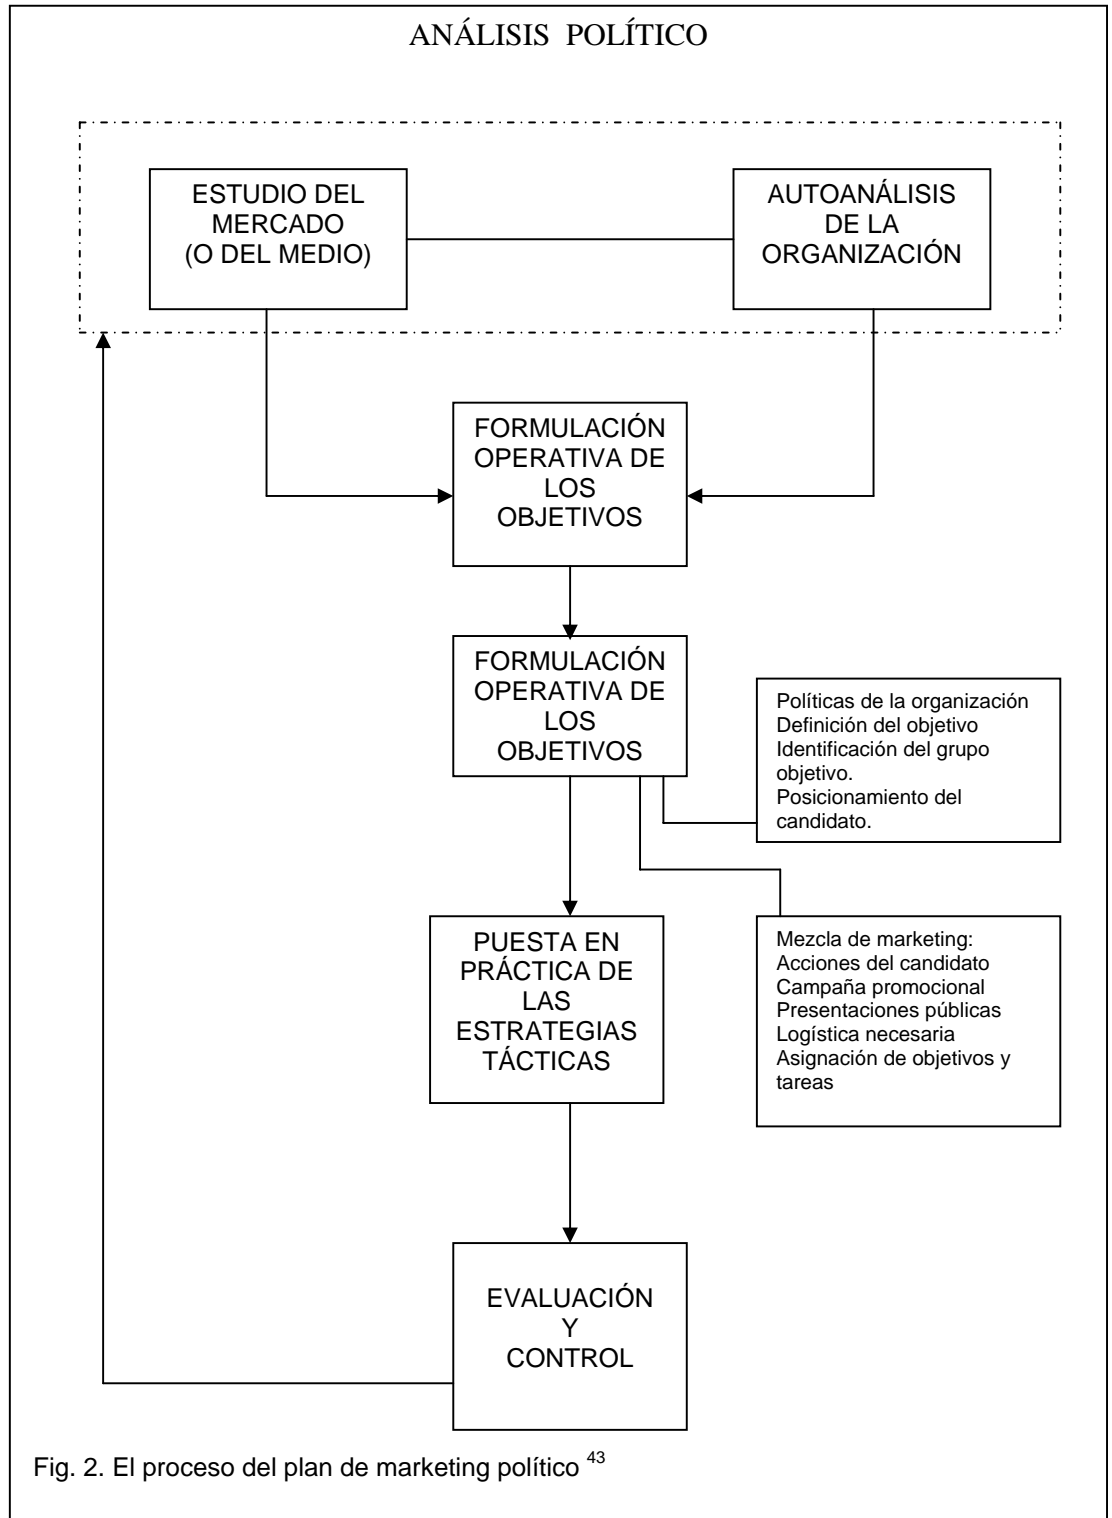 ANÁLISIS POLÍTICO
ESTUDIO DEL
MERCADO
(O DEL MEDIO)
AUTOANÁLISIS
DE LA
ORGANIZACIÓN
FORMULACIÓN
OPERATIVA DE
LOS
OBJETIVOS
FORMULACIÓN
OPERATIVA DE
LOS
OBJETIVOS
Políticas de la organización
Definición del objetivo
Identificación del grupo
objetivo.
Posicionamiento del
candidato.
PUESTA EN
PRÁCTICA DE
LAS
ESTRATEGIAS
TÁCTICAS
Mezcla de marketing:
Acciones del candidato
Campaña promocional
Presentaciones públicas
Logística necesaria
Asignación de objetivos y
tareas
EVALUACIÓN
Y
CONTROL
Fig. 2. El proceso del plan de marketing político 43